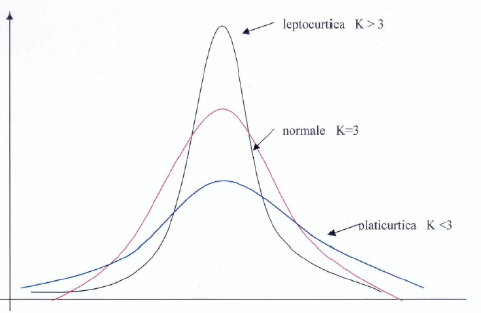 leptocurtica K > 3
normale K=3
platicurtica K <3